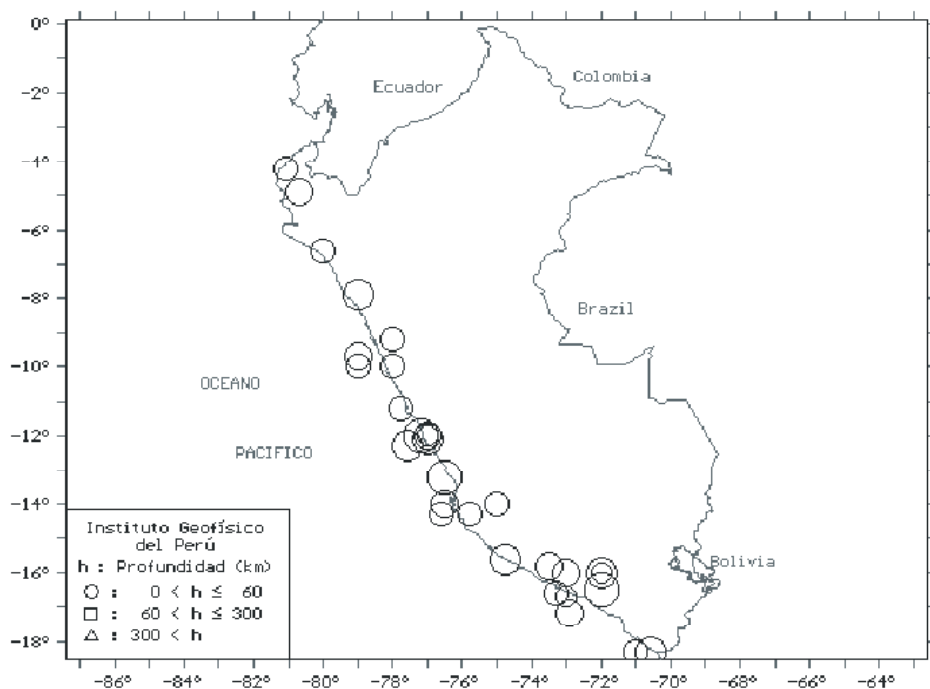 0°
-2°
-4°
-6°
-8°
-10°
-12°
-14°
-16°
-18°
Ecuador
Colombia
Brazil
OCEANO
PACIFICO
Bolivia
Instituto Geofísico
del Perú
h : Profundidad (km)
○ : 0 < h ≤ 60
□ : 60 < h ≤ 300
△ : 300 < h
-86° -84° -82° -80° -78° -76° -74° -72° -70° -68° -66° -64°